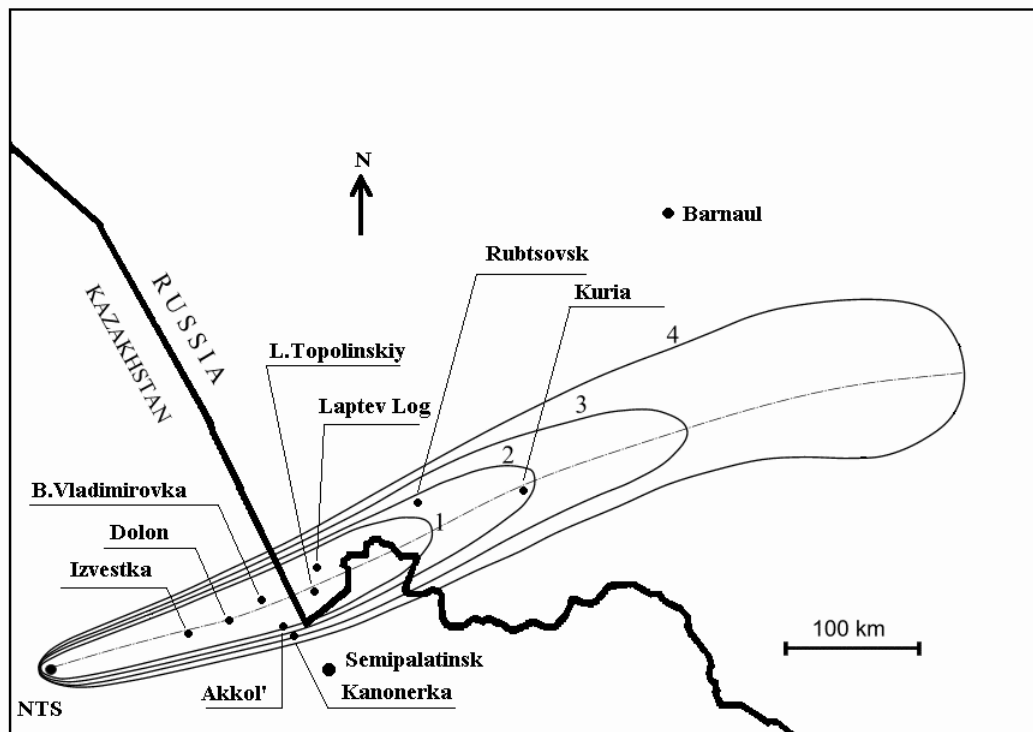 N
Barnaul
Rubtsovsk
Kuria
RUSSIA
KAZAKHSTAN
4
L.Topolinskiy
Laptev Log
3
2
B.Vladimirovka
1
Dolon
Izvestka
100 km
Semipalatinsk
Akkol'
Kanonerka
NTS